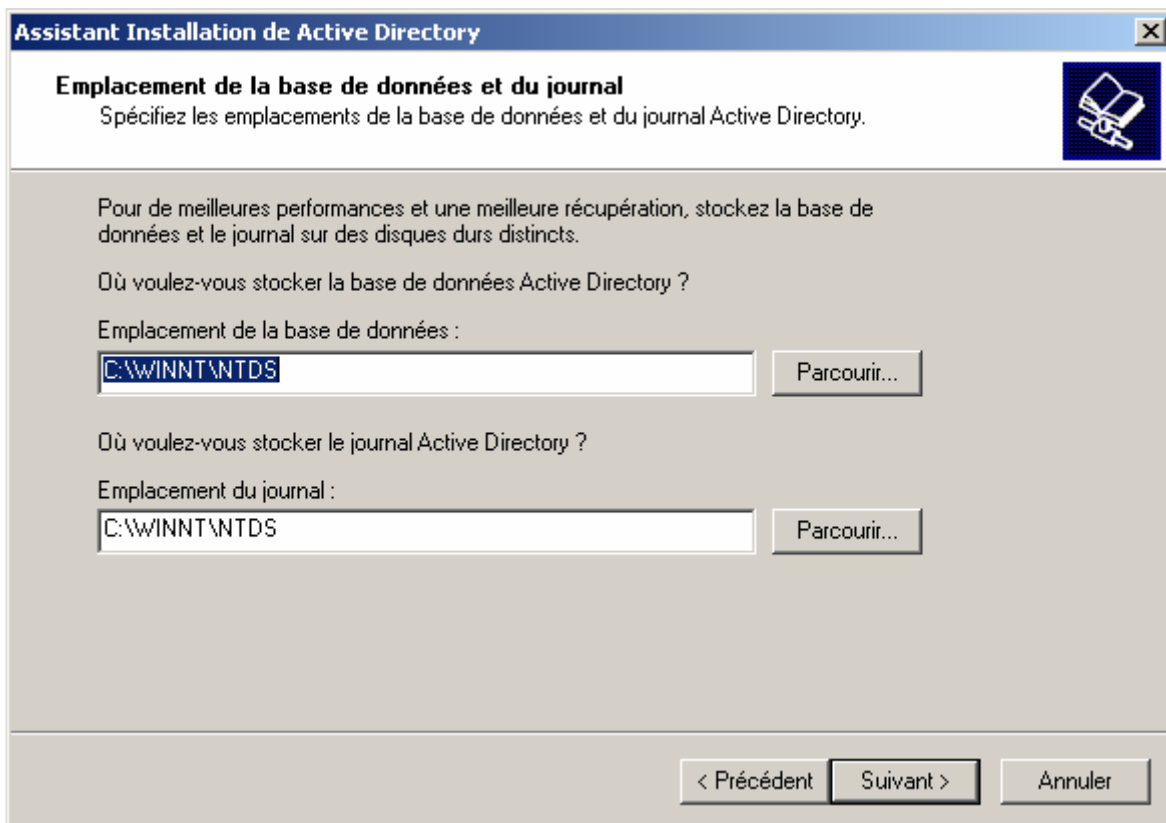 Assistant Installation de Active Directory
Emplacement de la base de données et du journal
Spécifiez les emplacements de la base de données et du journal Active Directory.
Pour de meilleures performances et une meilleure récupération, stockez la base de
données et le journal sur des disques durs distincts.
Où voulez-vous stocker la base de données Active Directory ?
Emplacement de la base de données :
C:\WINNT\NTDS
Parcourir...
Où voulez-vous stocker le journal Active Directory ?
Emplacement du journal :
C:\WINNT\NTDS
Parcourir...
< Précédent
Suivant >
Annuler